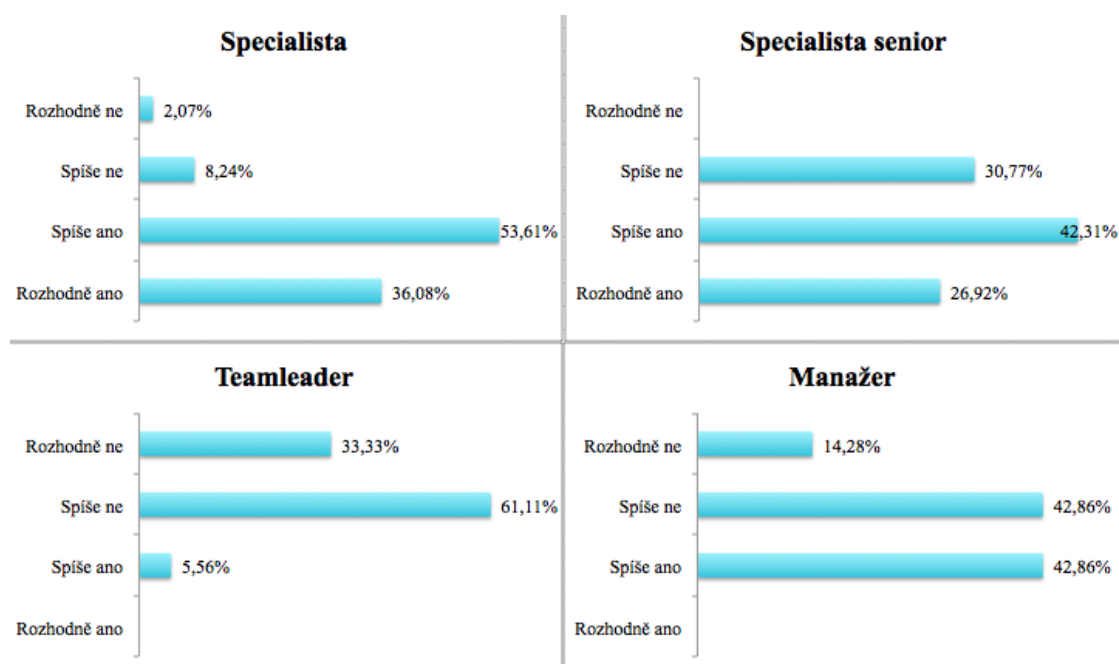 Specialista
Rozhodně ne 2,07%
Spíše ne 8,24%
Spíše ano 53,61%
Rozhodně ano 36,08%
Specialista senior
Rozhodně ne
Spíše ne 30,77%
Spíše ano 42,31%
Rozhodně ano 26,92%
Teamleader
Rozhodně ne 33,33%
Spíše ne 61,11%
Spíše ano 5,56%
Rozhodně ano
Manažer
Rozhodně ne 14,28%
Spíše ne 42,86%
Spíše ano 42,86%
Rozhodně ano